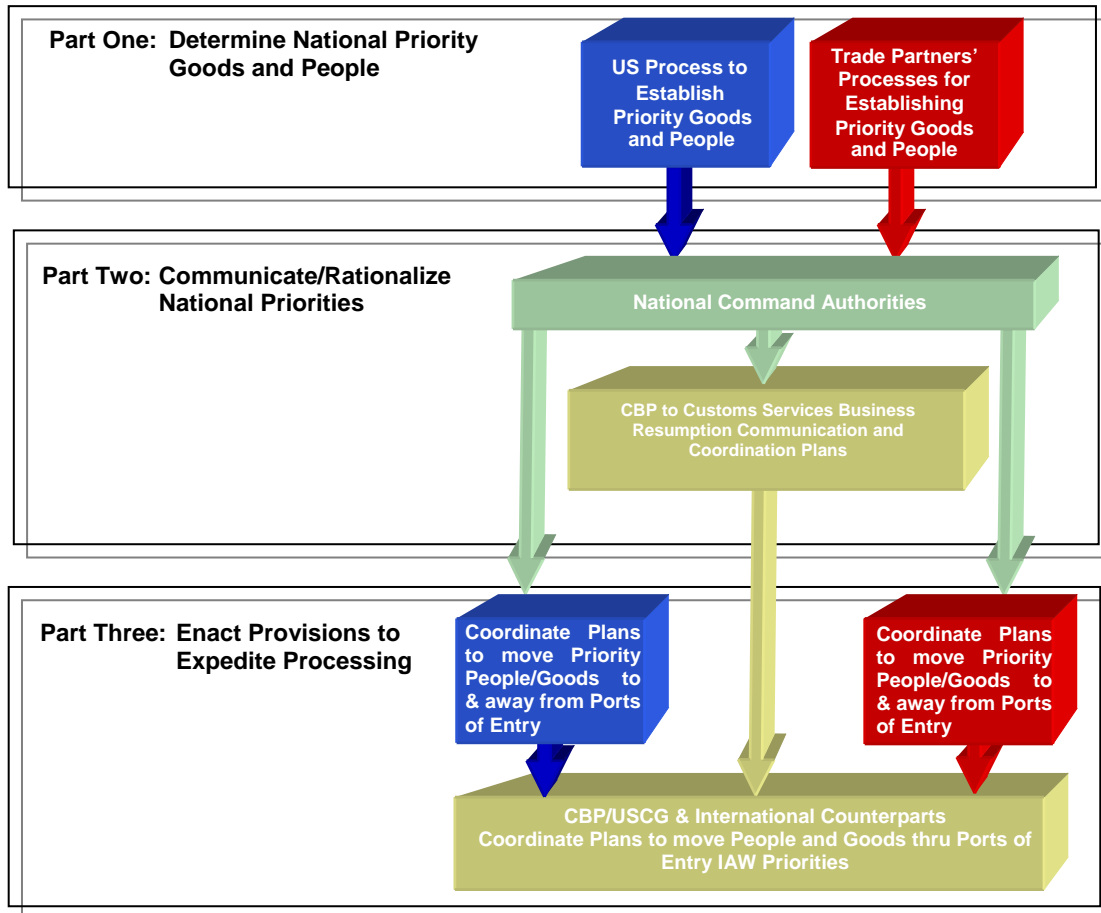 Part One: Determine National Priority
Goods and People
US Process to
Establish
Priority Goods
and People
Trade Partners’
Processes for
Establishing
Priority Goods
and People
Part Two: Communicate/Rationalize
National Priorities
National Command Authorities
CBP to Customs Services Business
Resumption Communication and
Coordination Plans
Part Three: Enact Provisions to
Expedite Processing
Coordinate Plans
to move Priority
People/Goods to
& away from Ports
of Entry
Coordinate Plans
to move Priority
People/Goods to
& away from Ports
of Entry
CBP/USCG & International Counterparts
Coordinate Plans to move People and Goods thru Ports of
Entry IAW Priorities